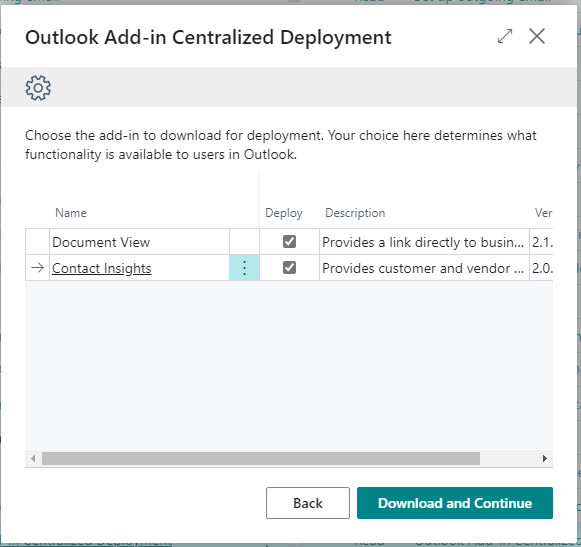 Outlook Add-in Centralized Deployment
Choose the add-in to download for deployment. Your choice here determines what
functionality is available to users in Outlook.
Name Deploy Description Ver
Document View Provides a link directly to busin... 2.1.
Contact Insights Provides customer and vendor ... 2.0.
Back Download and Continue